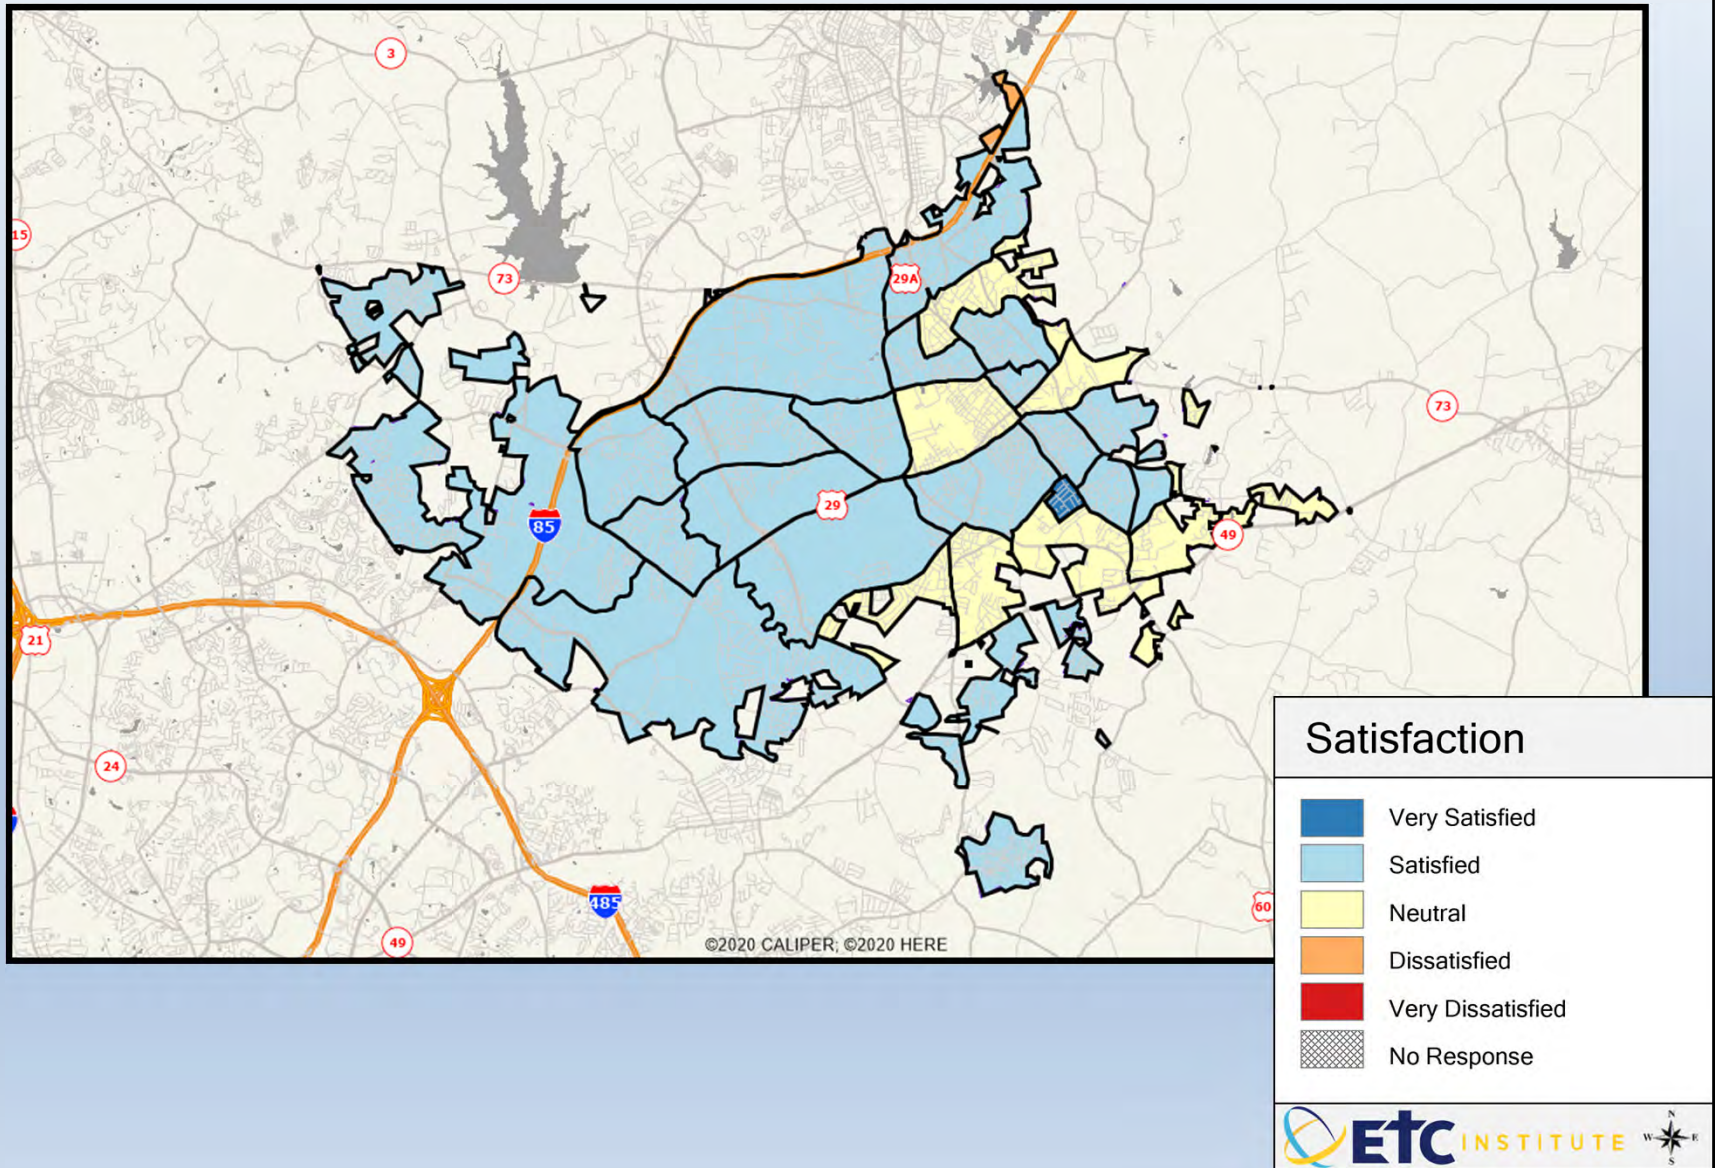 3
15
73
29A
73
29
85
49
21
24
485
60
49
©2020 CALIPER; ©2020 HERE
Satisfaction
Very Satisfied
Satisfied
Neutral
Dissatisfied
Very Dissatisfied
No Response
ETC INSTITUTE
N
W E
S